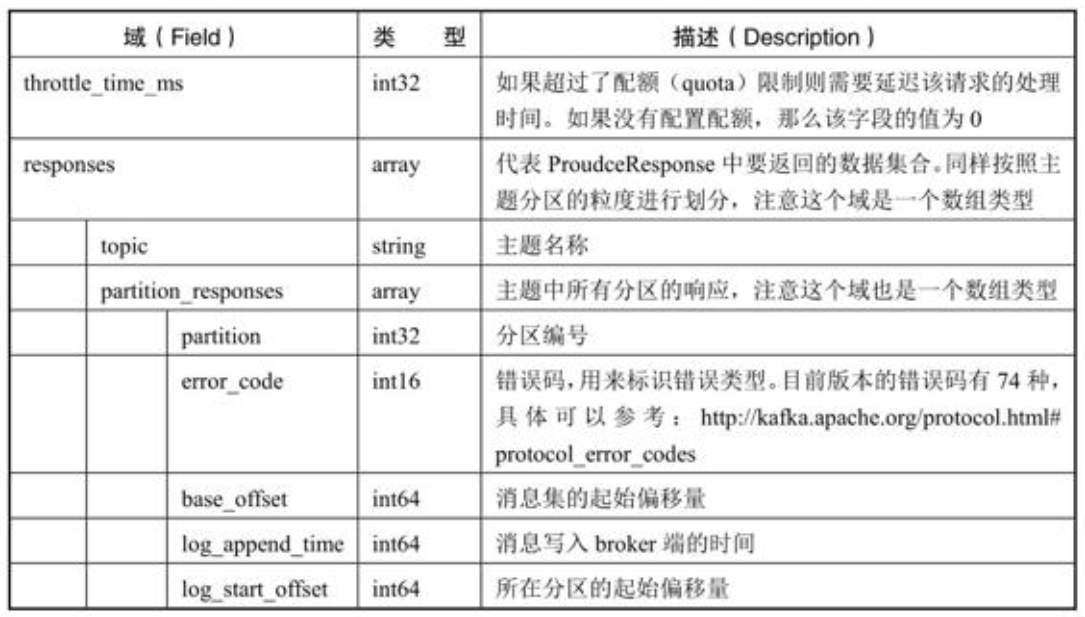 域（Field） 类 型 描述（Description）
throttle_time_ms int32 如果超过了配额（quota）限制则需要延迟该请求的处理
时间。如果没有配置配额，那么该字段的值为 0
responses array 代表 ProudceResponse 中要返回的数据集合。同样按照主
题分区的粒度进行划分，注意这个域是一个数组类型
topic string 主题名称
partition_responses array 主题中所有分区的响应，注意这个域也是一个数组类型
partition int32 分区编号
error_code int16 错误码，用来标识错误类型。目前版本的错误码有 74 种，
具体可以参考：http://kafka.apache.org/protocol.html#
protocol_error_codes
base_offset int64 消息集的起始偏移量
log_append_time int64 消息写入 broker 端的时间
log_start_offset int64 所在分区的起始偏移量